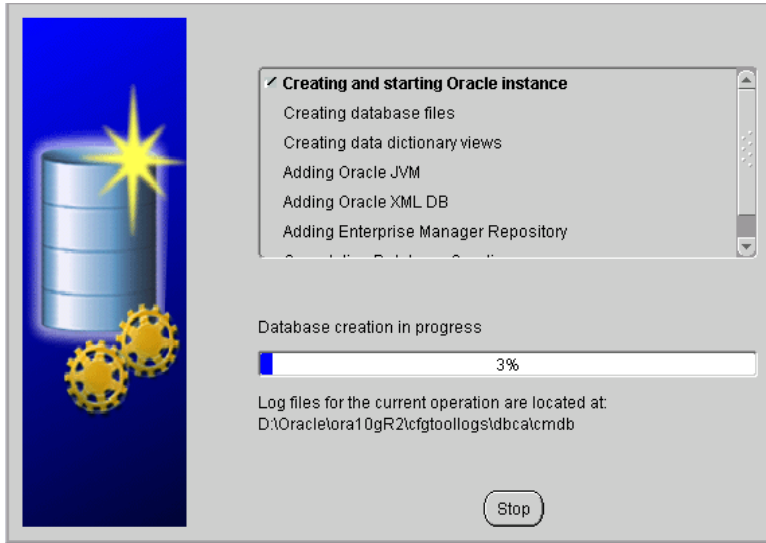 Creating and starting Oracle instance
Creating database files
Creating data dictionary views
Adding Oracle JVM
Adding Oracle XML DB
Adding Enterprise Manager Repository
Database creation in progress
3%
Log files for the current operation are located at:
D:\Oracle\ora10gR2\cfgtoollogs\dbca\cmdb
Stop